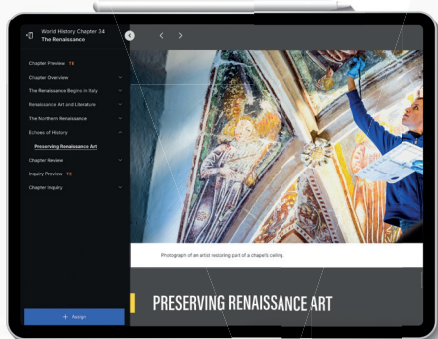 World History Chapter 34
The Renaissance
Chapter Preview TE
Chapter Overview
The Renaissance Begins in Italy
Renaissance Art and Literature
The Northern Renaissance
Echoes of History
Preserving Renaissance Art
Chapter Review
Inquiry Preview TE
Chapter Inquiry
+ Assign
Photograph of an artist restoring part of a chapel's ceiling.
PRESERVING RENAISSANCE ART